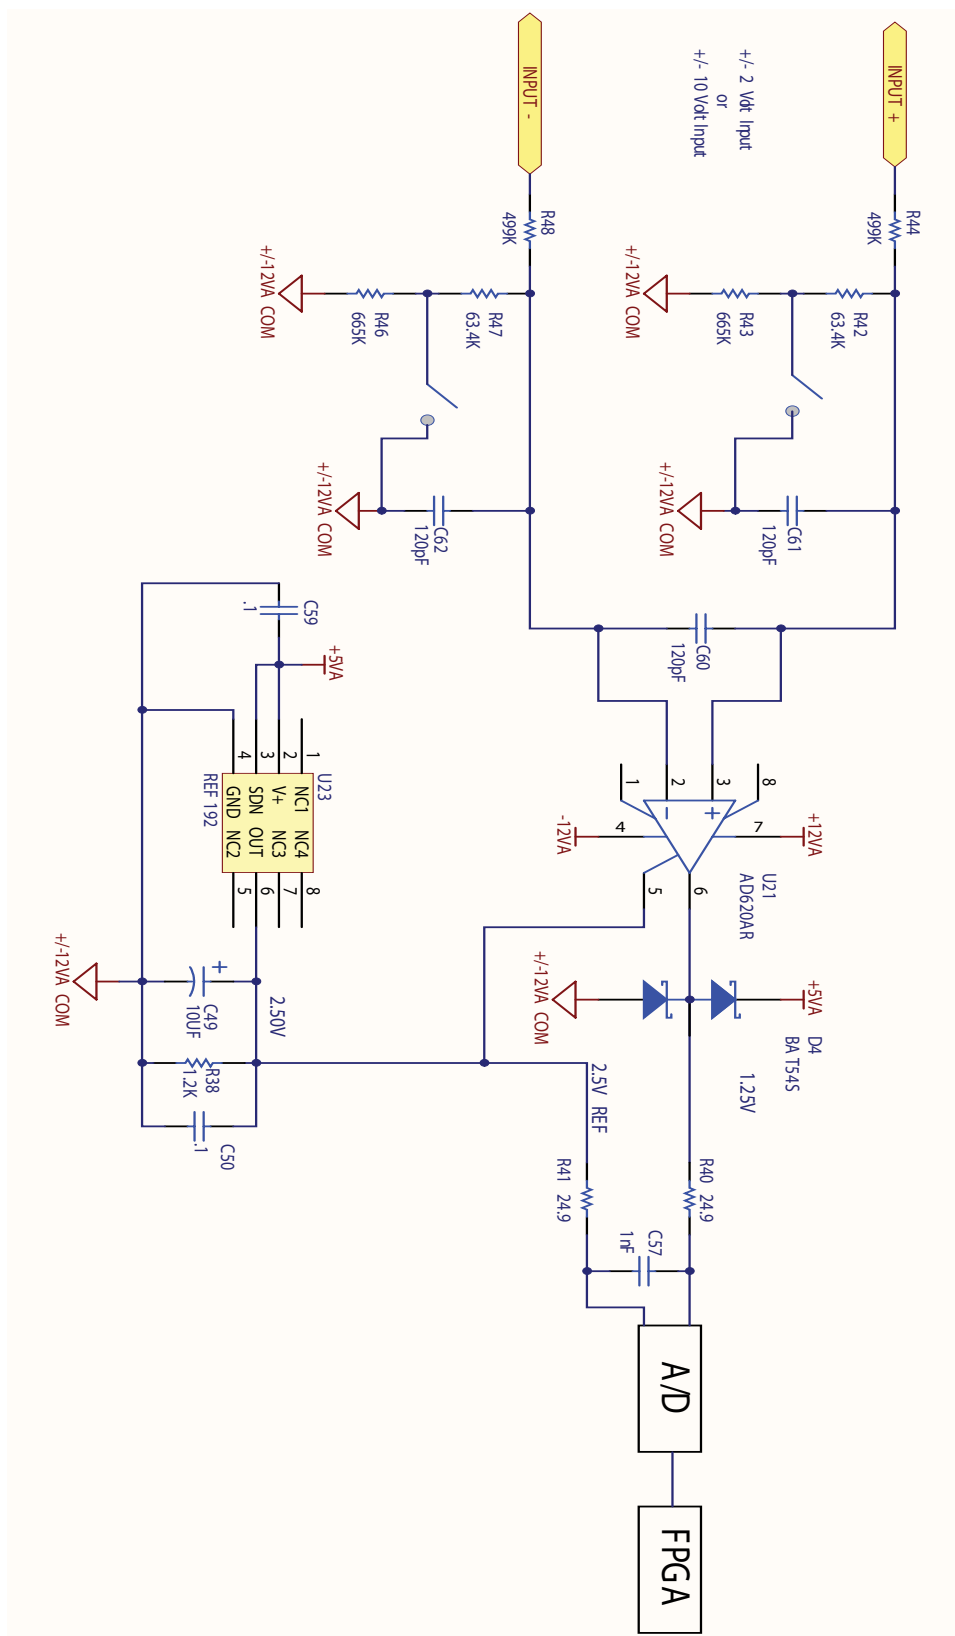 INPUT +
+/- 2 Volt Input
or
+/- 10 Volt Input
INPUT -
R44
499K
R48
499K
R42
63.4K
R43
665K
+/-12VA COM
R47
63.4K
R46
665K
+/-12VA COM
C61
120pF
+/-12VA COM
C62
120pF
+/-12VA COM
C60
120pF
C59
.1
+5VA
8
3
2
1
+12VA
7
4
-12VA
U21
AD620AR
6
5
1
2
3
4
U23
NC1 NC4
V+ NC3
SDN OUT
GND NC2
REF192
8
7
6
5
+5VA
D4
BAT54S
+/-12VA COM
1.25V
2.50V
+
C49
10UF
R38
1.2K
C50
.1
+/-12VA COM
2.5V REF
R40 24.9
R41 24.9
C57
1nF
A/D
FPGA